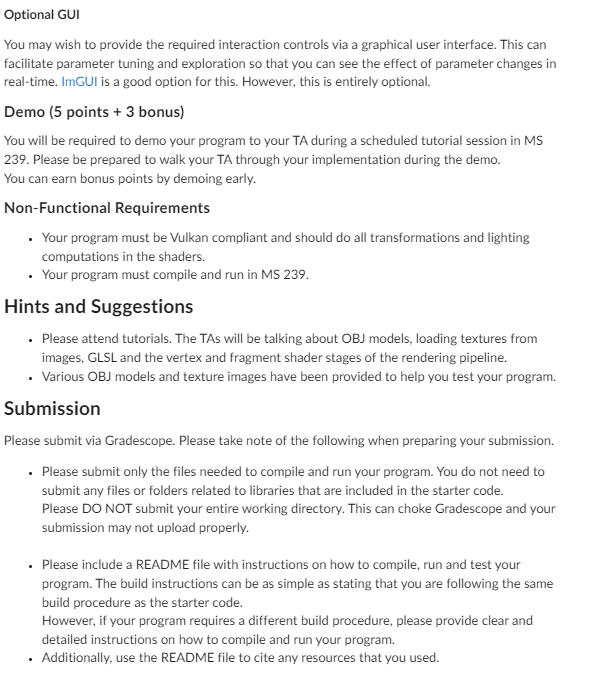 Optional GUI
You may wish to provide the required interaction controls via a graphical user interface. This can
facilitate parameter tuning and exploration so that you can see the effect of parameter changes in
real-time. ImGUI is a good option for this. However, this is entirely optional.
Demo (5 points + 3 bonus)
You will be required to demo your program to your TA during a scheduled tutorial session in MS
239. Please be prepared to walk your TA through your implementation during the demo.
You can earn bonus points by demoing early.
Non-Functional Requirements
• Your program must be Vulkan compliant and should do all transformations and lighting
computations in the shaders.
• Your program must compile and run in MS 239.
Hints and Suggestions
• Please attend tutorials. The TAs will be talking about OBJ models, loading textures from
images, GLSL and the vertex and fragment shader stages of the rendering pipeline.
• Various OBJ models and texture images have been provided to help you test your program.
Submission
Please submit via Gradescope. Please take note of the following when preparing your submission.
• Please submit only the files needed to compile and run your program. You do not need to
submit any files or folders related to libraries that are included in the starter code.
Please DO NOT submit your entire working directory. This can choke Gradescope and your
submission may not upload properly.
• Please include a README file with instructions on how to compile, run and test your
program. The build instructions can be as simple as stating that you are following the same
build procedure as the starter code.
However, if your program requires a different build procedure, please provide clear and
detailed instructions on how to compile and run your program.
• Additionally, use the README file to cite any resources that you used.